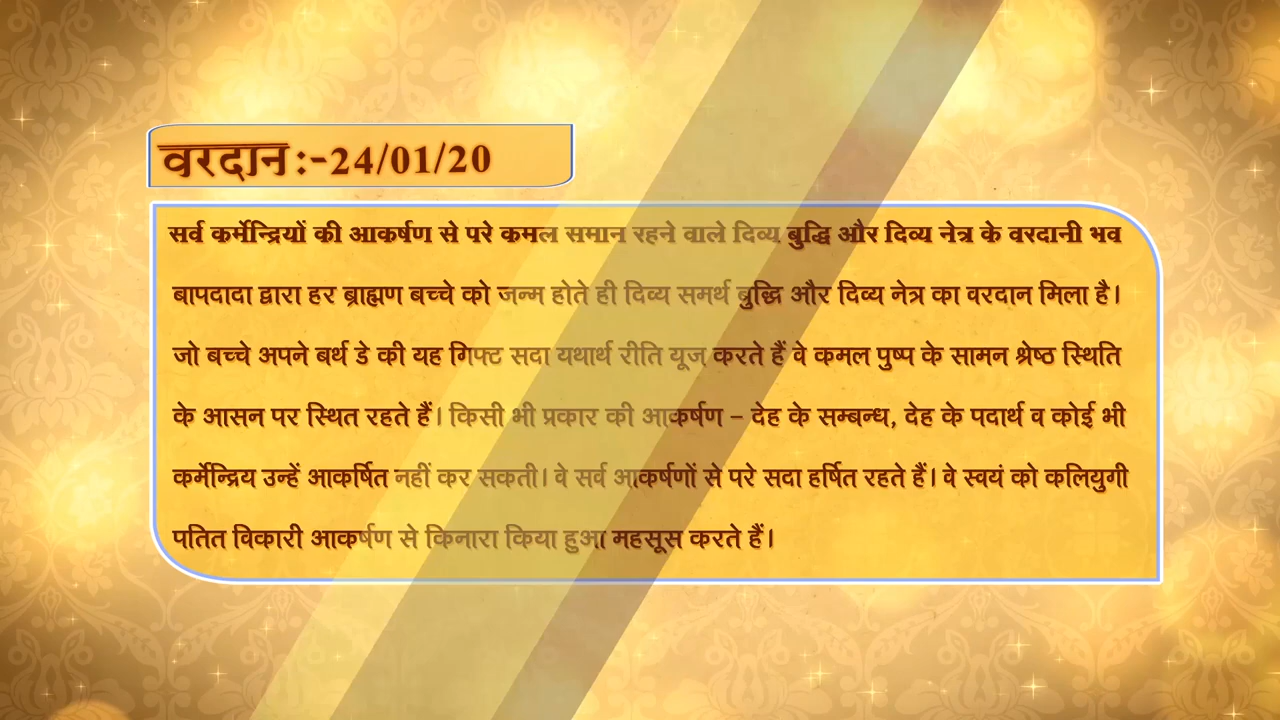 वरदान:-24/01/20
सर्व कर्मेन्द्रियों की आकर्षण से परे कमल समान रहने वाले दिव्य बुद्धि और दिव्य नेत्र के वरदानी भव
बापदादा द्वारा हर ब्राह्मण बच्चे को जन्म होते ही दिव्य समर्थ बुद्धि और दिव्य नेत्र का वरदान मिला है।
जो बच्चे अपने बर्थ डे की यह गिफ्ट सदा यथार्थ रीति यूज़ करते हैं वे कमल पुष्प के सामन श्रेष्ठ स्थिति
के आसन पर स्थित रहते हैं। किसी भी प्रकार की आकर्षण – देह के सम्बन्ध, देह के पदार्थ व कोई भी
कर्मेन्द्रिय उन्हें आकर्षित नहीं कर सकती। वे सर्व आकर्षणों से परे सदा हर्षित रहते हैं। वे स्वयं को कलियुगी
पतित विकारी आकर्षण से किनारा किया हुआ महसूस करते हैं।